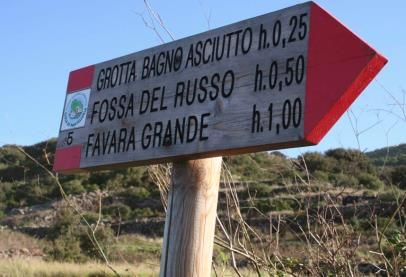 GROTTA BAGNO ASCIUTTO h.0,25
FOSSA DEL RUSSO h.0,50
FAVARA GRANDE h.1,00
5